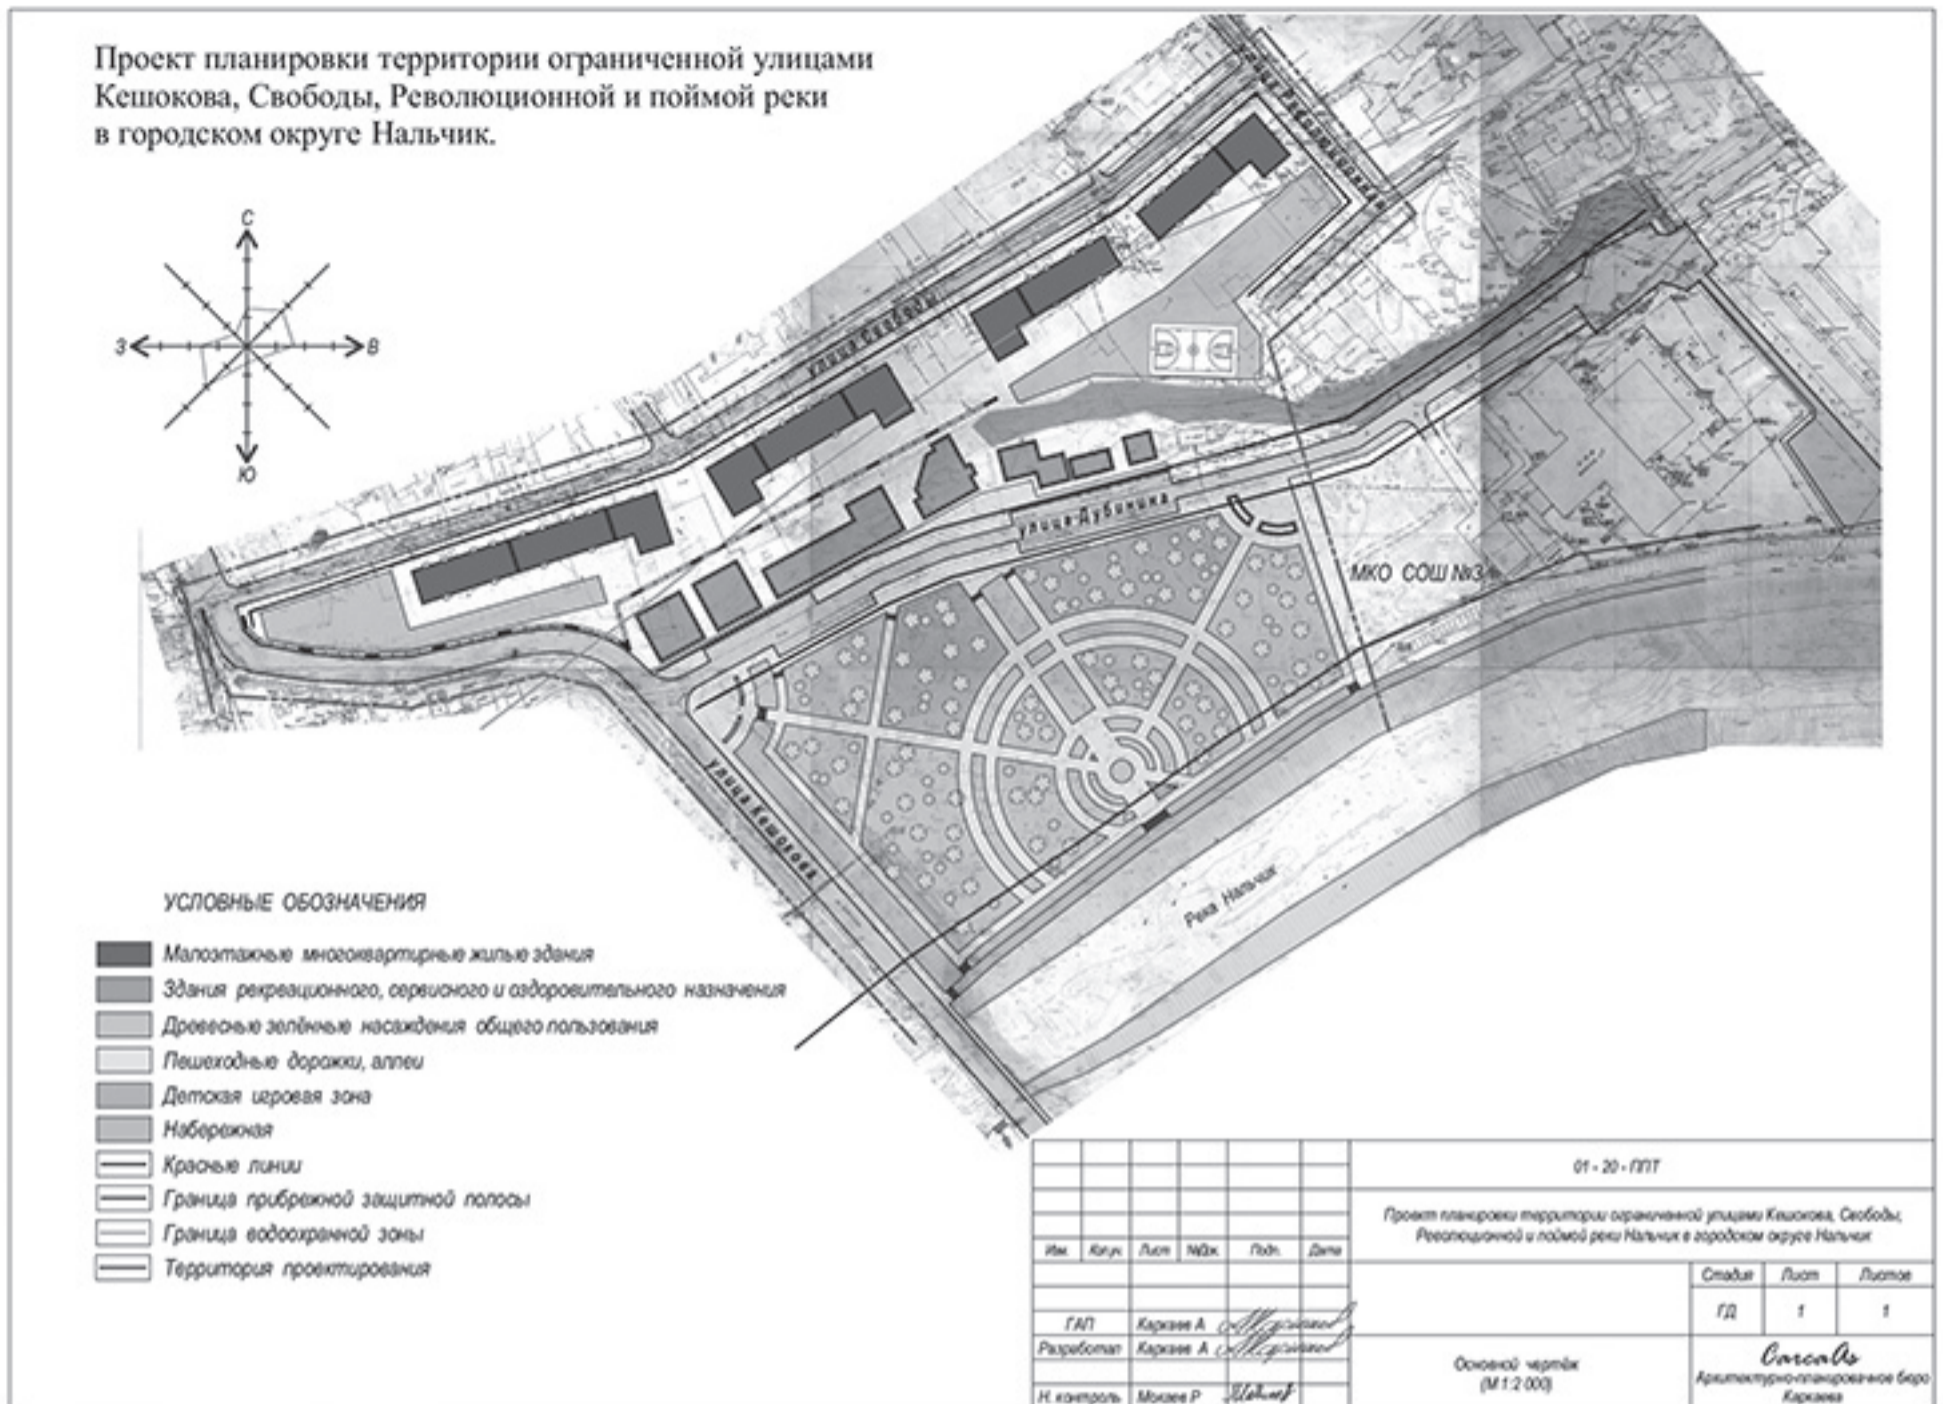 Проект планировки территории ограниченной улицами
Кешокова, Свободы, Революционной и поймой реки
в городском округе Нальчик.
С
З
В
Ю
улица Свободы
улица Дубинина
МКО СОШ №3
улица Кешокова
Река Нальчик
УСЛОВНЫЕ ОБОЗНАЧЕНИЯ
Малоэтажные многоквартирные жилые здания
Здания рекреационного, сервисного и оздоровительного назначения
Древесные зелённые насаждения общего пользования
Пешеходные дорожки, аллеи
Детская игровая зона
Набережная
Красные линии
Граница прибрежной защитной полосы
Граница водоохранной зоны
Территория проектирования
01 - 20 - ППТ
Проект планировки территории ограниченной улицами Кешокова, Свободы,
Революционной и поймой реки Нальчик в городском округе Нальчик
Изм. Кол.уч Лист №Док. Подп. Дата
Стадия Лист Листов
ГД 1 1
ГАП Каркаев А
Разработал Каркаев А
Н. контроль Мокаев Р
Основной чертёж
(М 1:2 000)
Архитектурно-планировочное бюро
Каркаева